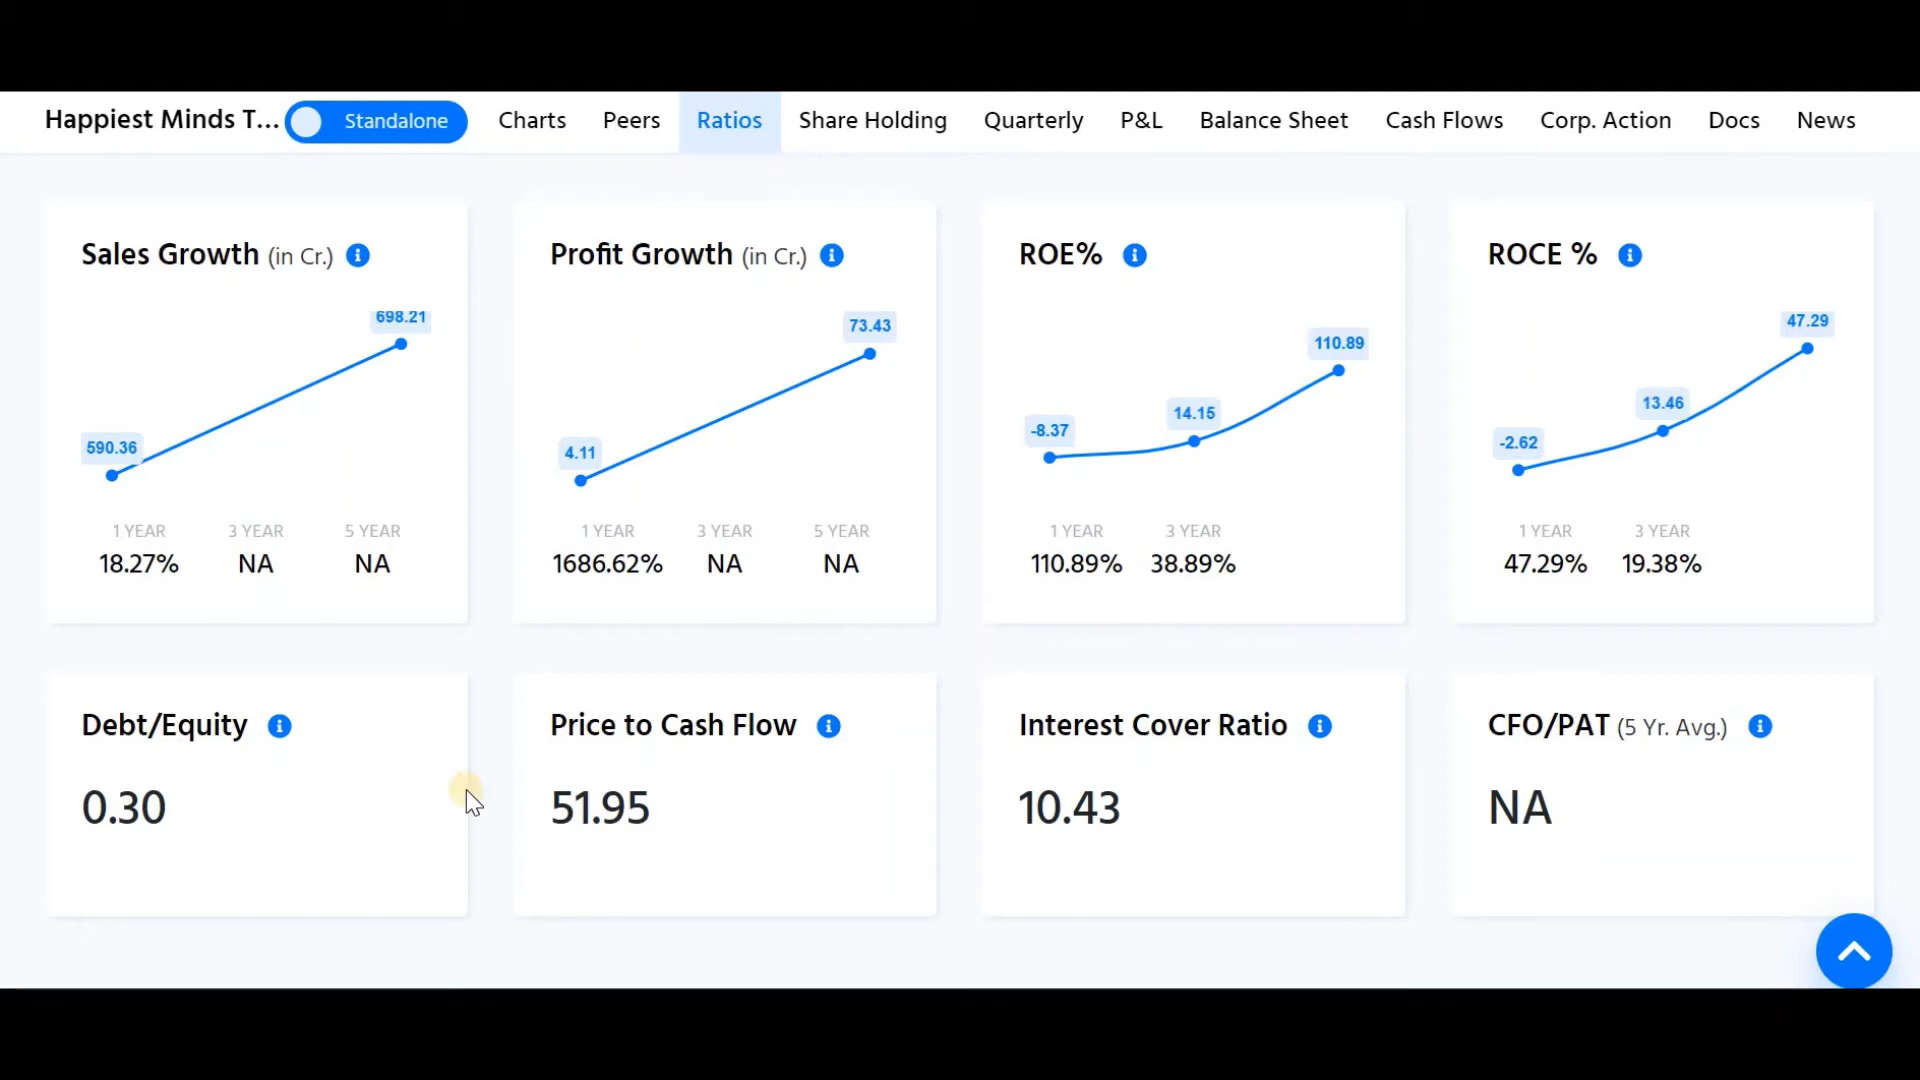 Happiest Minds T... Standalone Charts Peers Ratios Share Holding Quarterly P&L Balance Sheet Cash Flows Corp. Action Docs News
Sales Growth (in Cr.)
698.21
590.36
1 YEAR 3 YEAR 5 YEAR
18.27% NA NA
Profit Growth (in Cr.)
73.43
4.11
1 YEAR 3 YEAR 5 YEAR
1686.62% NA NA
ROE%
110.89
14.15
-8.37
1 YEAR 3 YEAR
110.89% 38.89%
ROCE %
47.29
13.46
-2.62
1 YEAR 3 YEAR
47.29% 19.38%
Debt/Equity
0.30
Price to Cash Flow
51.95
Interest Cover Ratio
10.43
CFO/PAT (5 Yr. Avg.)
NA